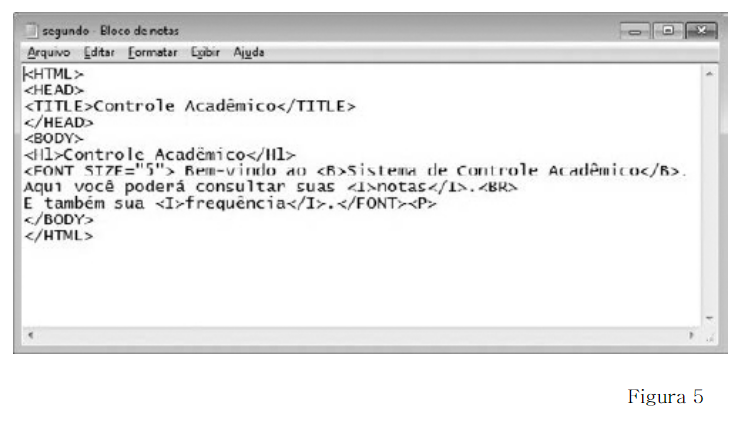 segundo - Bloco de notas
Arquivo Editar Formatar Exibir Ajuda
<HTML>
<HEAD>
<TITLE>Controle Acadêmico</TITLE>
</HEAD>
<BODY>
<H1>Controle Acadêmico</H1>
<FONT SIZE="5"> Bem-vindo ao <B>Sistema de Controle Acadêmico</B>.
Aqui você poderá consultar suas <I>notas</I>.<BR>
E também sua <I>frequência</I>.</FONT><P>
</BODY>
</HTML>
Figura 5